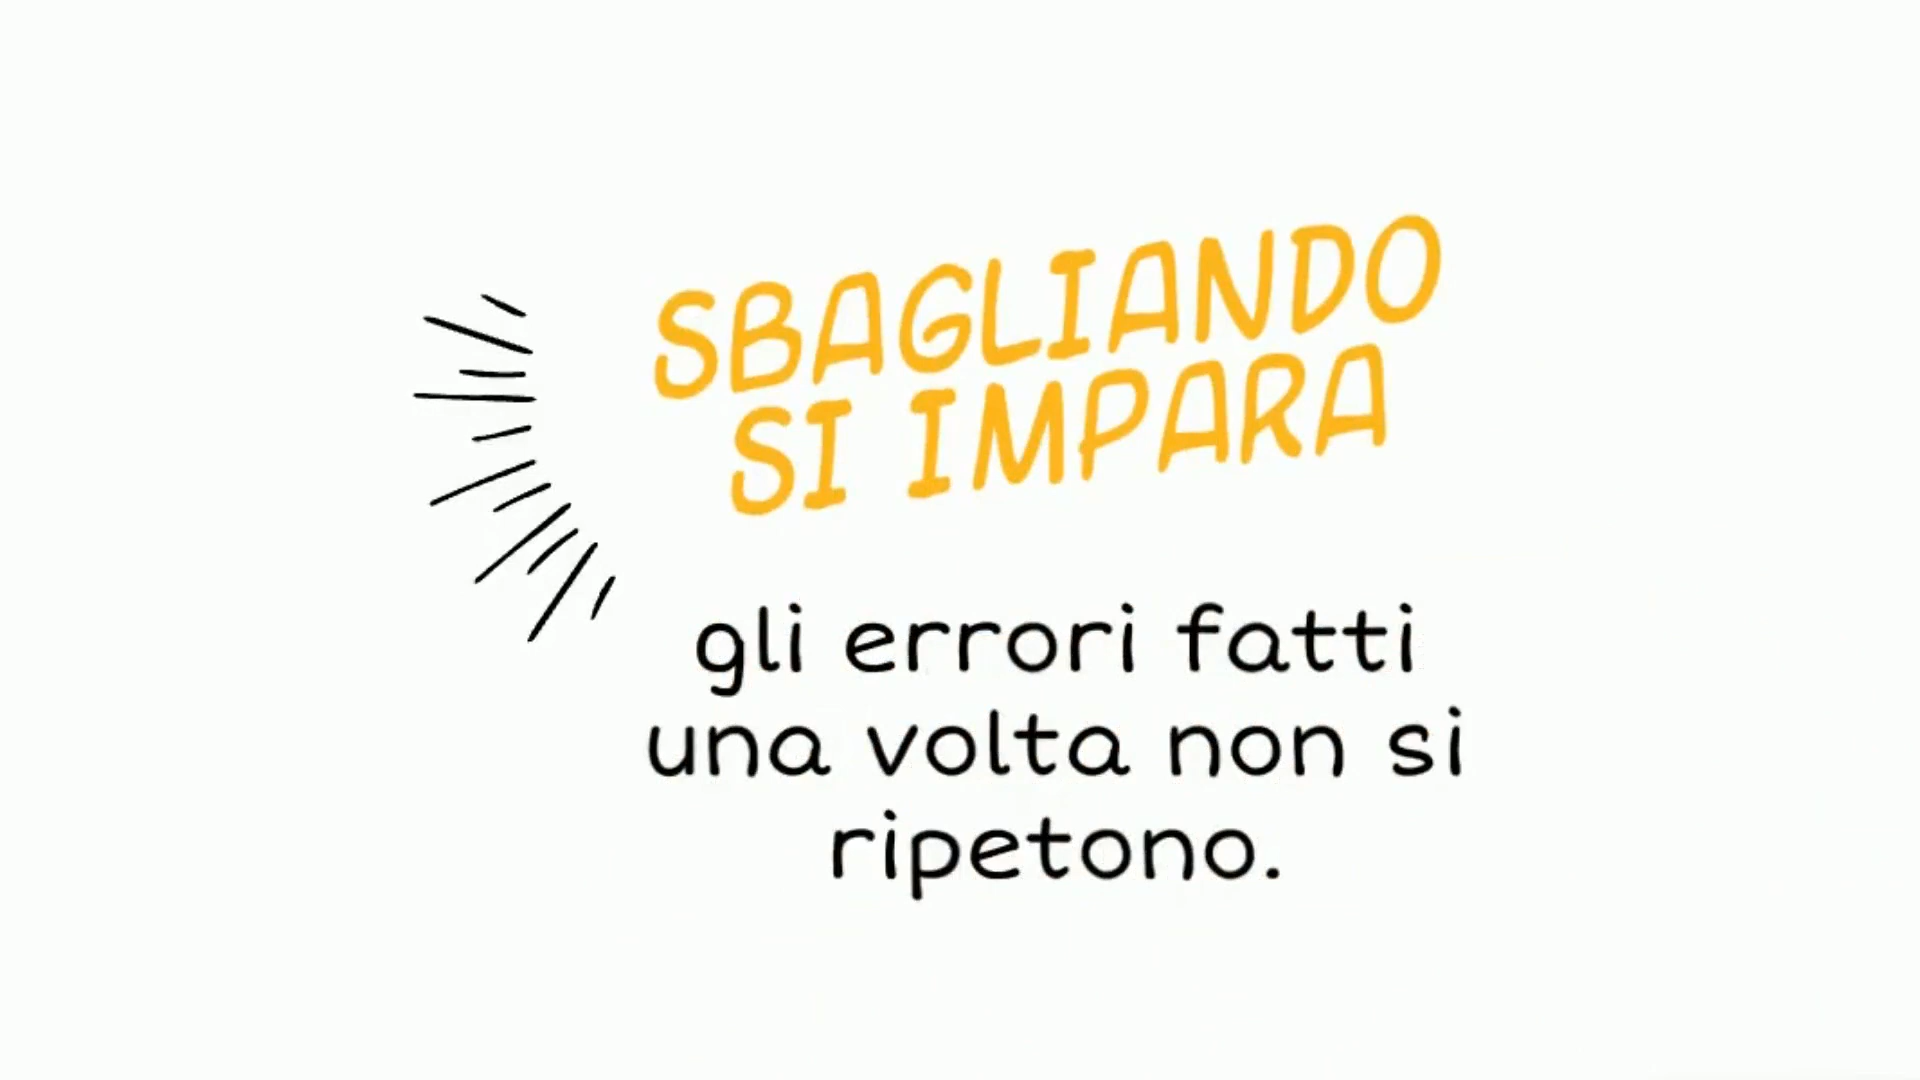 SBAGLIANDO
SI IMPARA
gli errori fatti
una volta non si
ripetono.